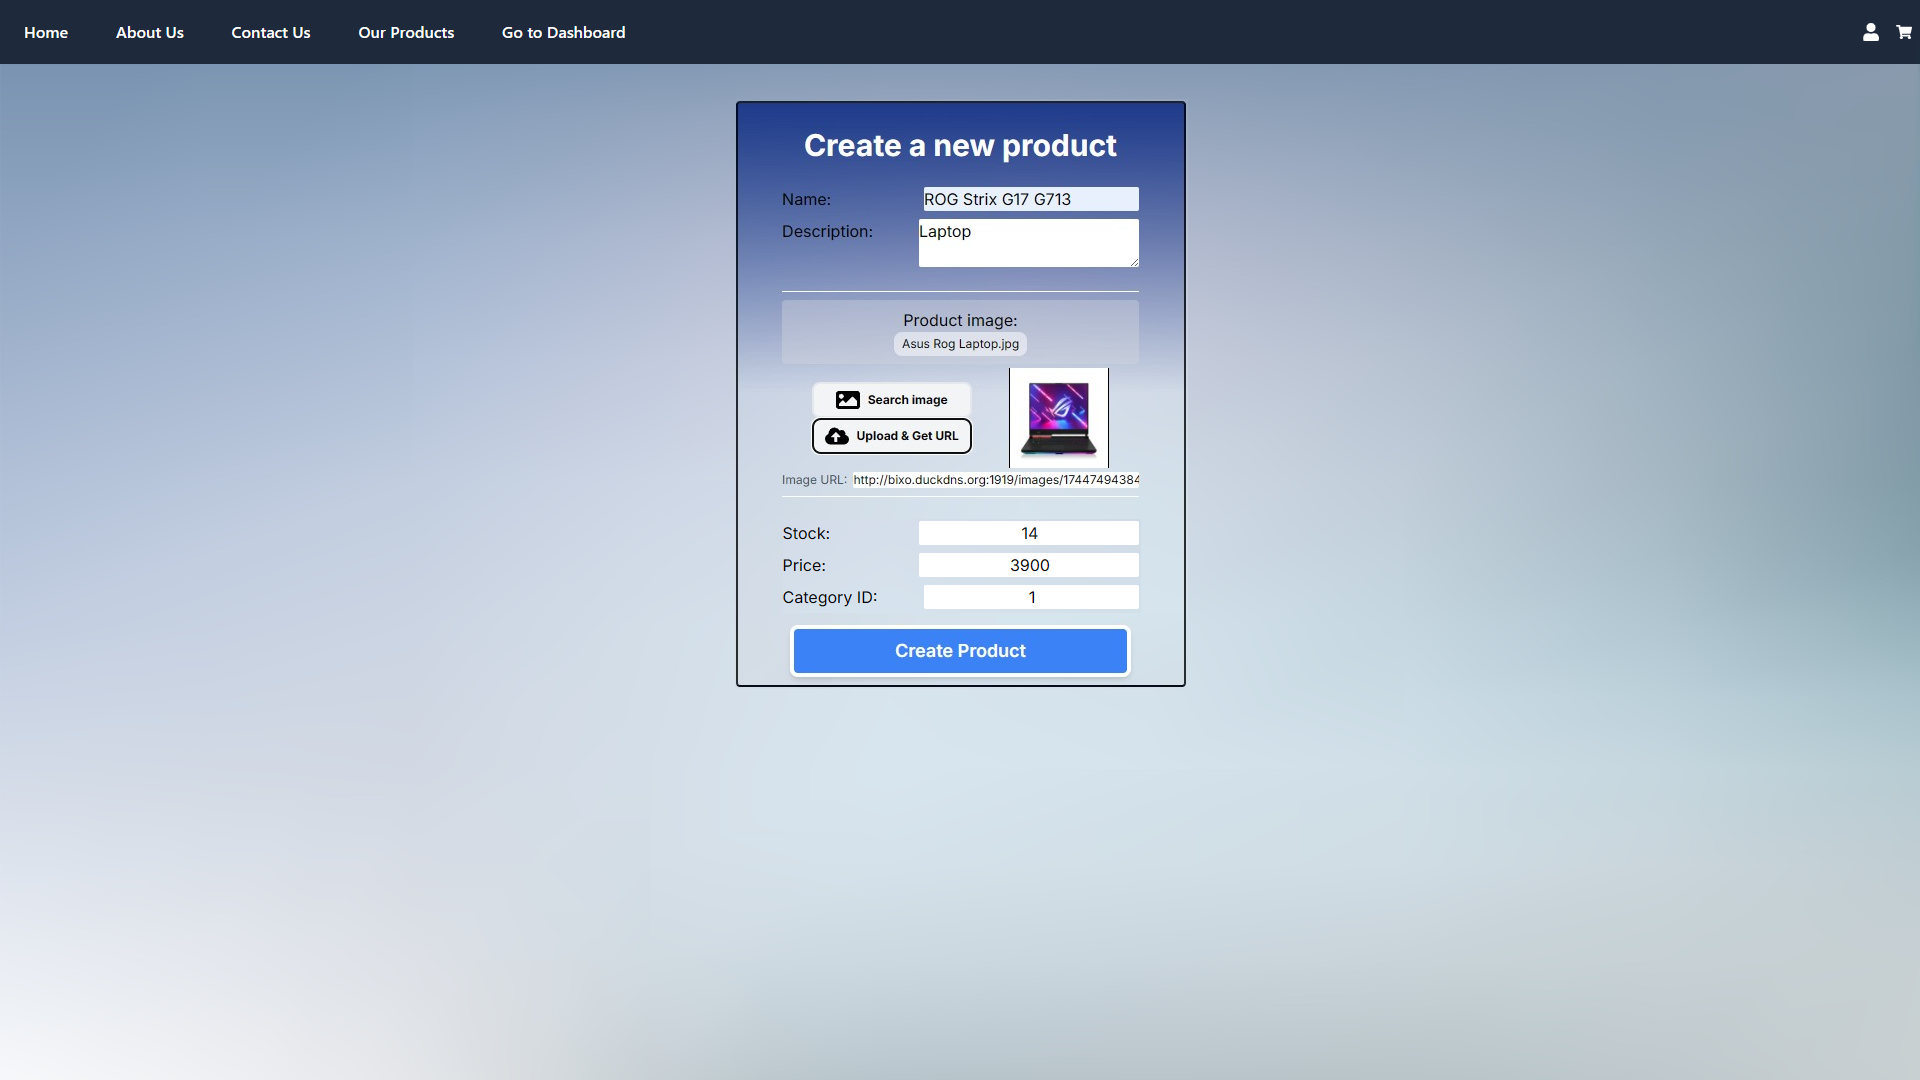 Home About Us Contact Us Our Products Go to Dashboard
Create a new product
Name: ROG Strix G17 G713
Description: Laptop
Product image:
Asus Rog Laptop.jpg
Search image
Upload & Get URL
Image URL: http://bixo.duckdns.org:1919/images/17447494384
Stock: 14
Price: 3900
Category ID: 1
Create Product